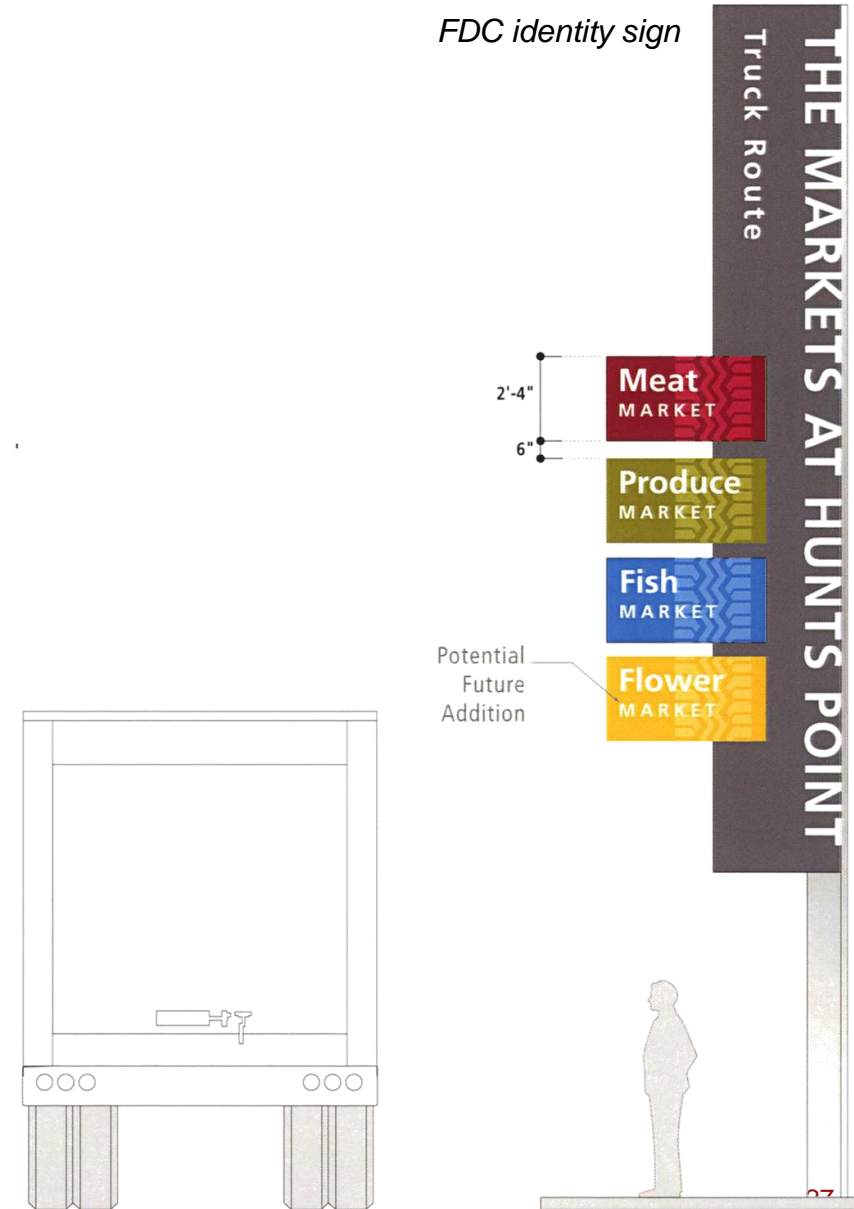 FDC identity sign
THE MARKETS AT HUNTS POINT
Truck Route
2'-4"
6"
Meat
MARKET
Produce
MARKET
Fish
MARKET
Flower
MARKET
Potential
Future
Addition